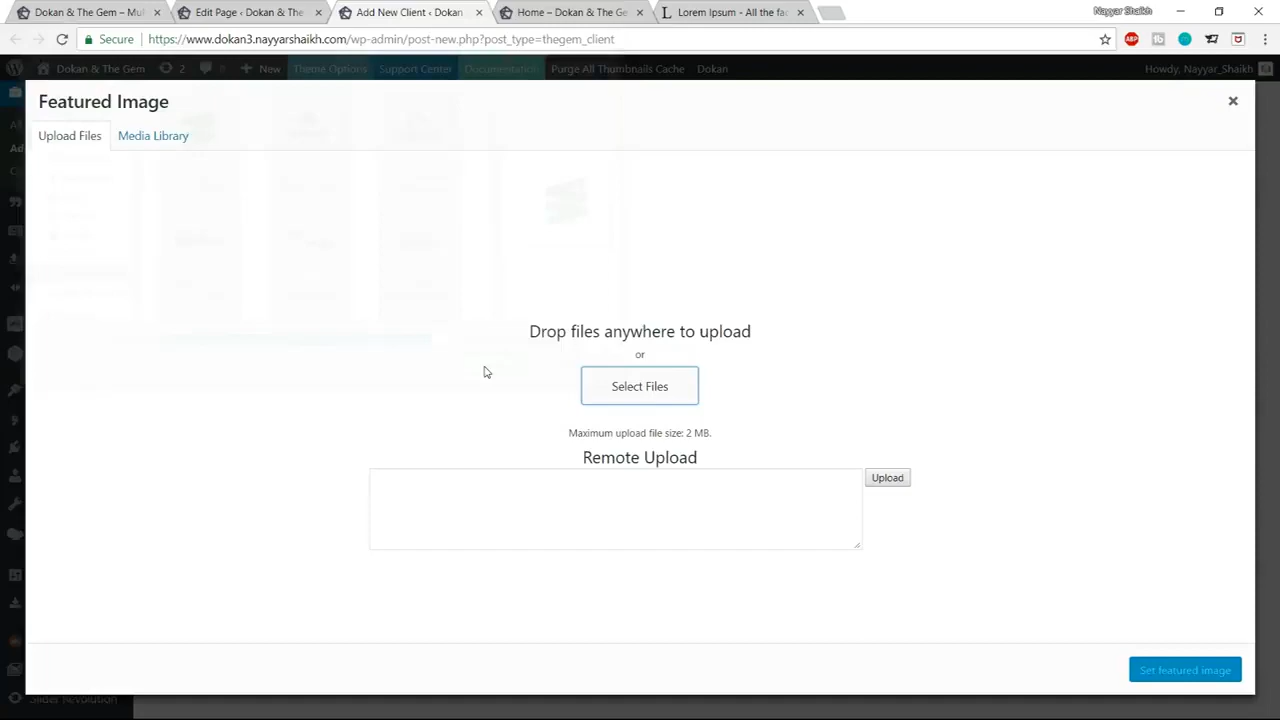 Dokan & The Gem – Mul
Edit Page ‹ Dokan & The
Add New Client ‹ Dokan
Home – Dokan & The Ge
Lorem Ipsum - All the fac
Nayyar Shaikh
Secure
https://www.dokan3.nayyarshaikh.com/wp-admin/post-new.php?post_type=thegem_client
Dokan & The Gem
2
New
Theme Options
Support Center
Documentation
Purge All Thumbnails Cache
Dokan
Howdy, Nayyar_Shaikh
Featured Image
Upload Files
Media Library
Drop files anywhere to upload
or
Select Files
Maximum upload file size: 2 MB.
Remote Upload
Upload
Set featured image
Slider Revolution